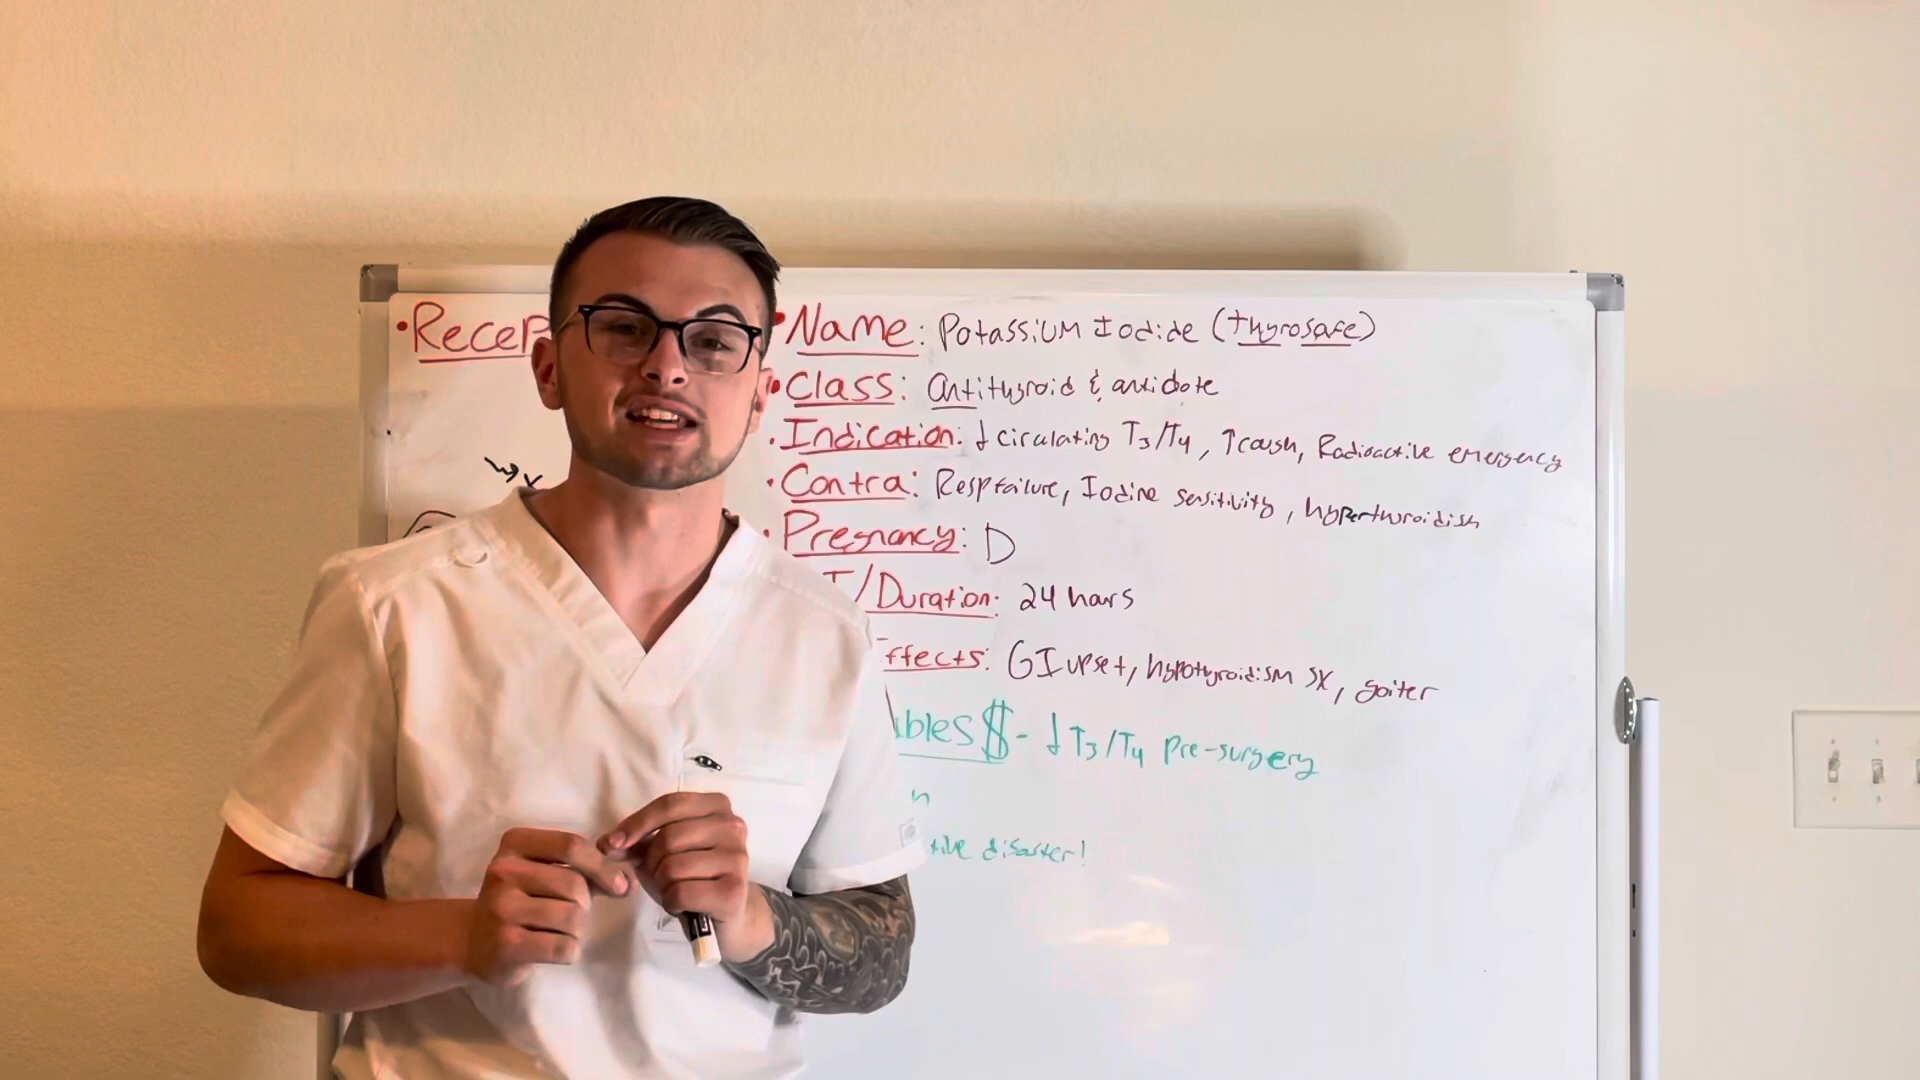 •Recep
•Name: Potassium Iodide (thyrosafe)
•Class: Antithyroid & antidote
•Indication: ↓ circulating T3/T4, ↑cough, Radioactive emergency
•Contra: Resp failure, Iodine sensitivity, hyperthyroidism
•Pregnancy: D
T/Duration: 24 hours
ffects: GI upset, hypothyroidism sx, goiter
bles $ - ↓ T3/T4 pre-surgery
n
tive disaster!